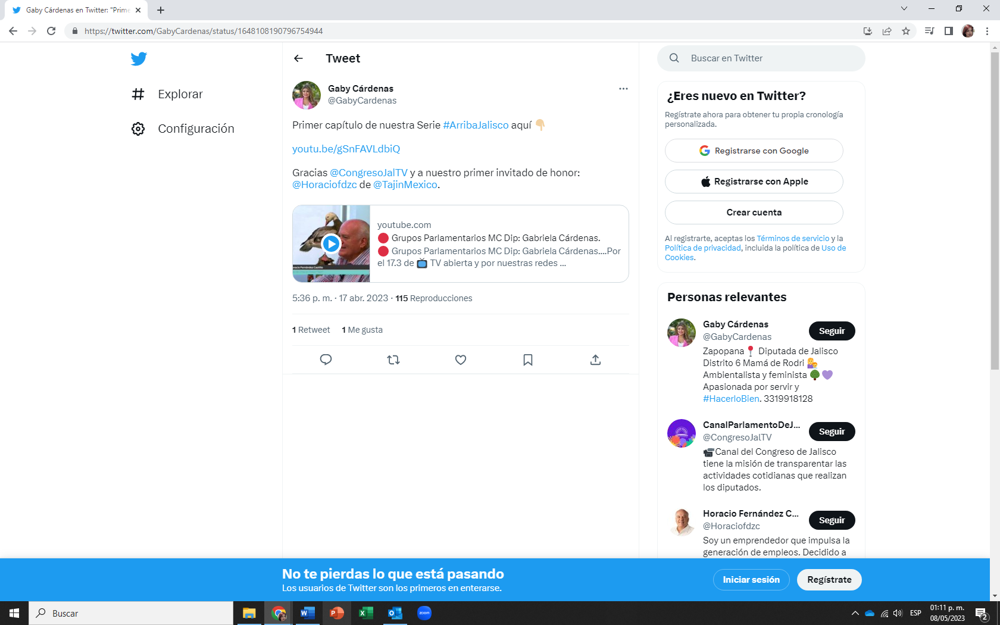 Gaby Cárdenas en Twitter: "Prime
https://twitter.com/GabyCardenas/status/1648108190796754944
Explorar
Configuración
Tweet
Gaby Cárdenas
@GabyCardenas
Primer capítulo de nuestra Serie #ArribaJalisco aquí 👇🏼
youtu.be/gSnFAVLdbiQ
Gracias @CongresoJalTV y a nuestro primer invitado de honor:
@Horaciofdzc de @TajinMexico.
youtube.com
🔴 Grupos Parlamentarios MC Dip: Gabriela Cárdenas.
🔴 Grupos Parlamentarios MC Dip: Gabriela Cárdenas....Por
el 17.3 de 📺 TV abierta y por nuestras redes ...
5:36 p. m. · 17 abr. 2023 · 115 Reproducciones
1 Retweet 1 Me gusta
Buscar en Twitter
¿Eres nuevo en Twitter?
Regístrate ahora para obtener tu propia cronología
personalizada.
Registrarse con Google
Registrarse con Apple
Crear cuenta
Al registrarte, aceptas los Términos de servicio y la
Política de privacidad, incluida la política de Uso de
Cookies.
Personas relevantes
Gaby Cárdenas
@GabyCardenas
Seguir
Zapopana📍 Diputada de Jalisco
Distrito 6 Mamá de Rodri 💁‍♀️
Ambientalista y feminista 🌳💜
Apasionada por servir y
#HacerloBien. 3319918128
CanalParlamentoDeJ...
@CongresoJalTV
Seguir
📹Canal del Congreso de Jalisco
tiene la misión de transparentar las
actividades cotidianas que realizan
los diputados.
Horacio Fernández C...
@Horaciofdzc
Seguir
Soy un emprendedor que impulsa la
generación de empleos. Decidido a
No te pierdas lo que está pasando
Los usuarios de Twitter son los primeros en enterarse.
Iniciar sesión
Regístrate
Buscar
zoom
ESP
01:11 p. m.
08/05/2023
2